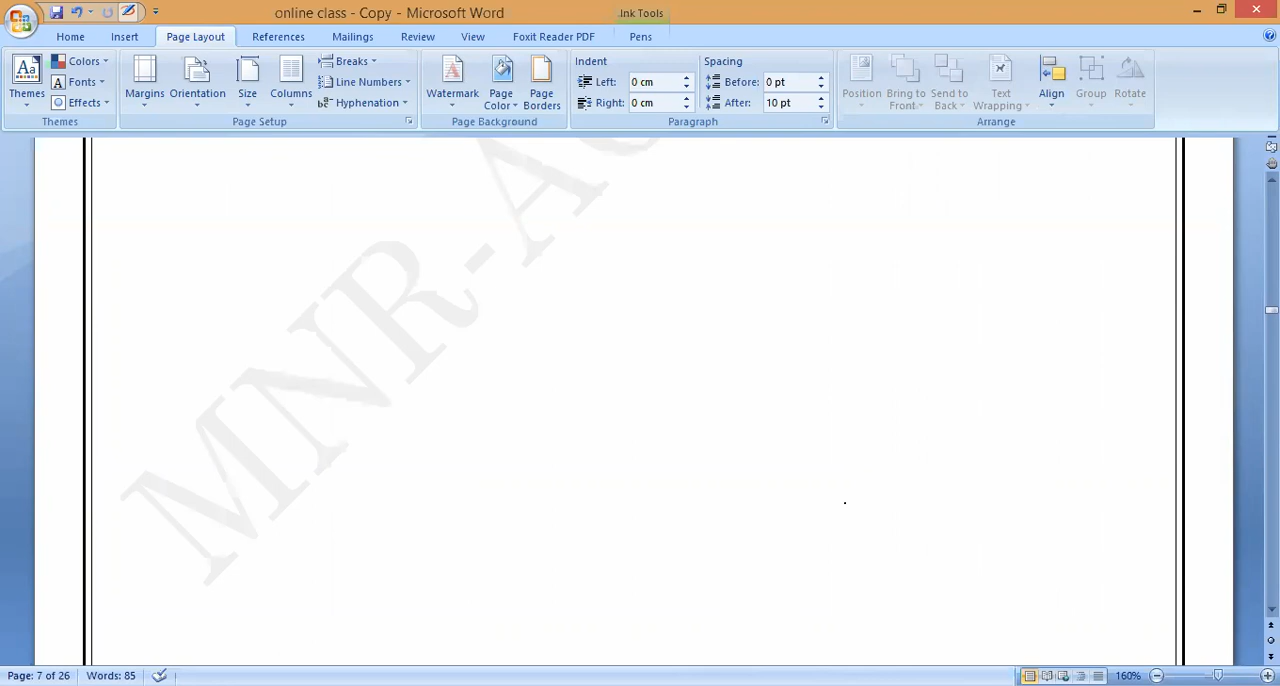 online class - Copy - Microsoft Word
Ink Tools
Home Insert Page Layout References Mailings Review View Foxit Reader PDF Pens
Themes
Colors
Fonts
Effects
Themes
Margins Orientation Size Columns
Breaks
Line Numbers
Hyphenation
Page Setup
Watermark Page Color Page Borders
Page Background
Indent
Left: 0 cm
Right: 0 cm
Spacing
Before: 0 pt
After: 10 pt
Paragraph
Position Bring to Front Send to Back Text Wrapping Align Group Rotate
Arrange
MNR-A
Page: 7 of 26 Words: 85 160%